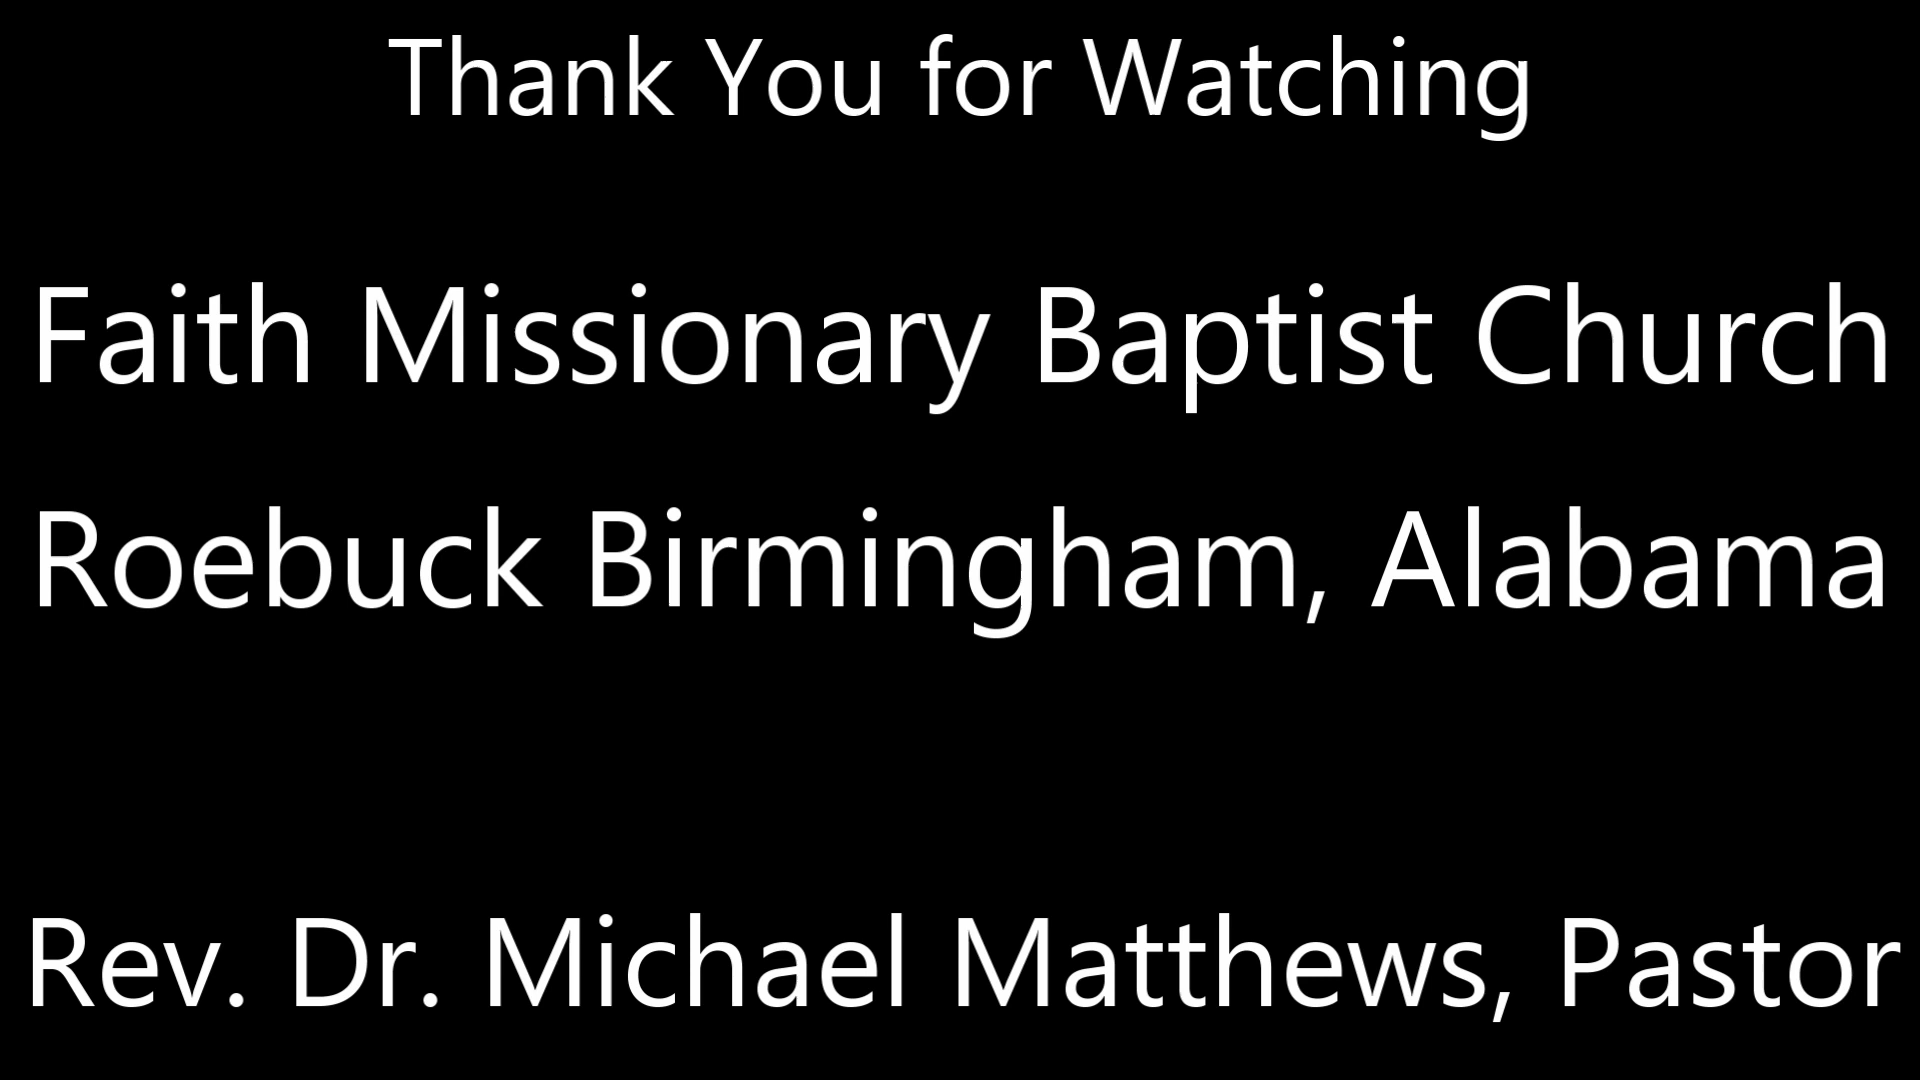 Thank You for Watching
Faith Missionary Baptist Church
Roebuck Birmingham, Alabama
Rev. Dr. Michael Matthews, Pastor